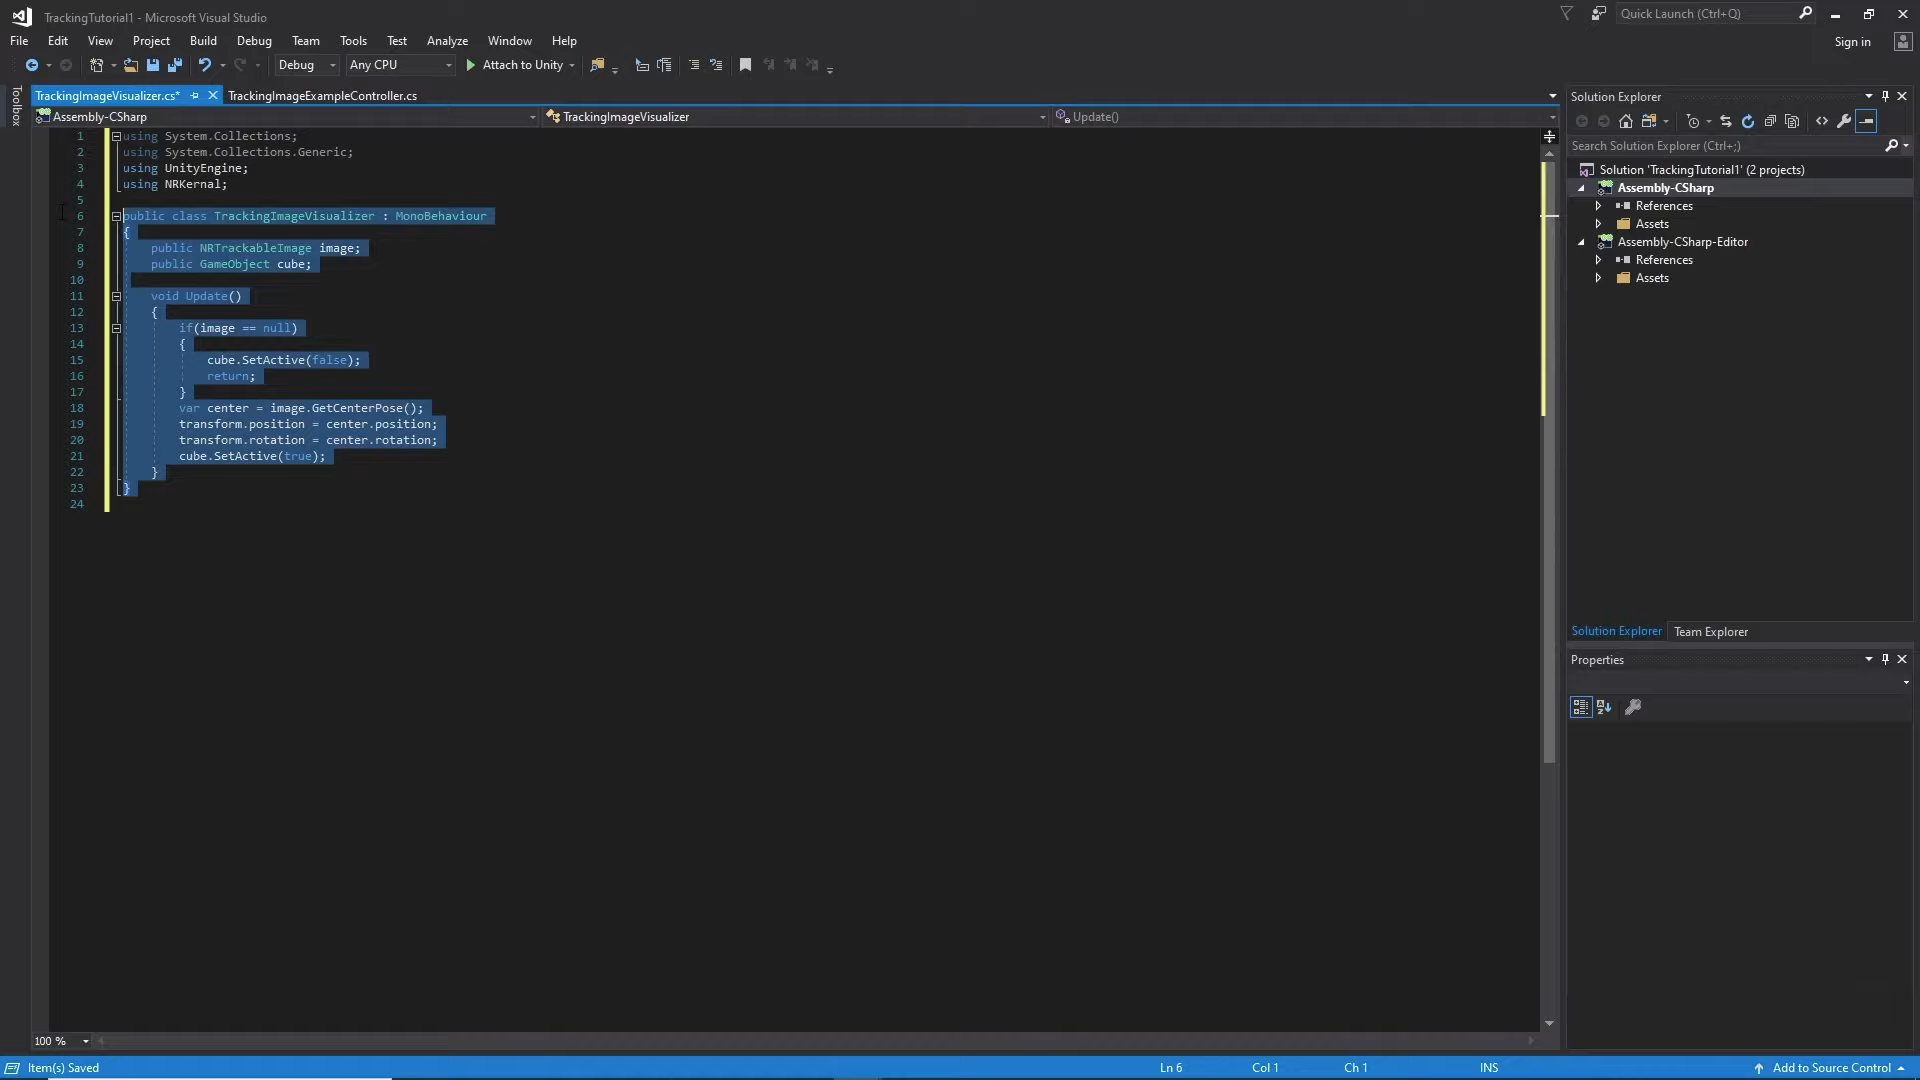 TrackingTutorial1 - Microsoft Visual Studio
Quick Launch (Ctrl+Q)
File Edit View Project Build Debug Team Tools Test Analyze Window Help
Sign in
Debug Any CPU Attach to Unity
Toolbox
TrackingImageVisualizer.cs* TrackingImageExampleController.cs
Assembly-CSharp TrackingImageVisualizer Update()
1 using System.Collections;
2 using System.Collections.Generic;
3 using UnityEngine;
4 using NRKernal;
5
6 public class TrackingImageVisualizer : MonoBehaviour
7 {
8 public NRTrackableImage image;
9 public GameObject cube;
10
11 void Update()
12 {
13 if(image == null)
14 {
15 cube.SetActive(false);
16 return;
17 }
18 var center = image.GetCenterPose();
19 transform.position = center.position;
20 transform.rotation = center.rotation;
21 cube.SetActive(true);
22 }
23 }
24
100 %
Solution Explorer
Search Solution Explorer (Ctrl+;)
Solution 'TrackingTutorial1' (2 projects)
Assembly-CSharp
References
Assets
Assembly-CSharp-Editor
References
Assets
Solution Explorer Team Explorer
Properties
Item(s) Saved Ln 6 Col 1 Ch 1 INS Add to Source Control